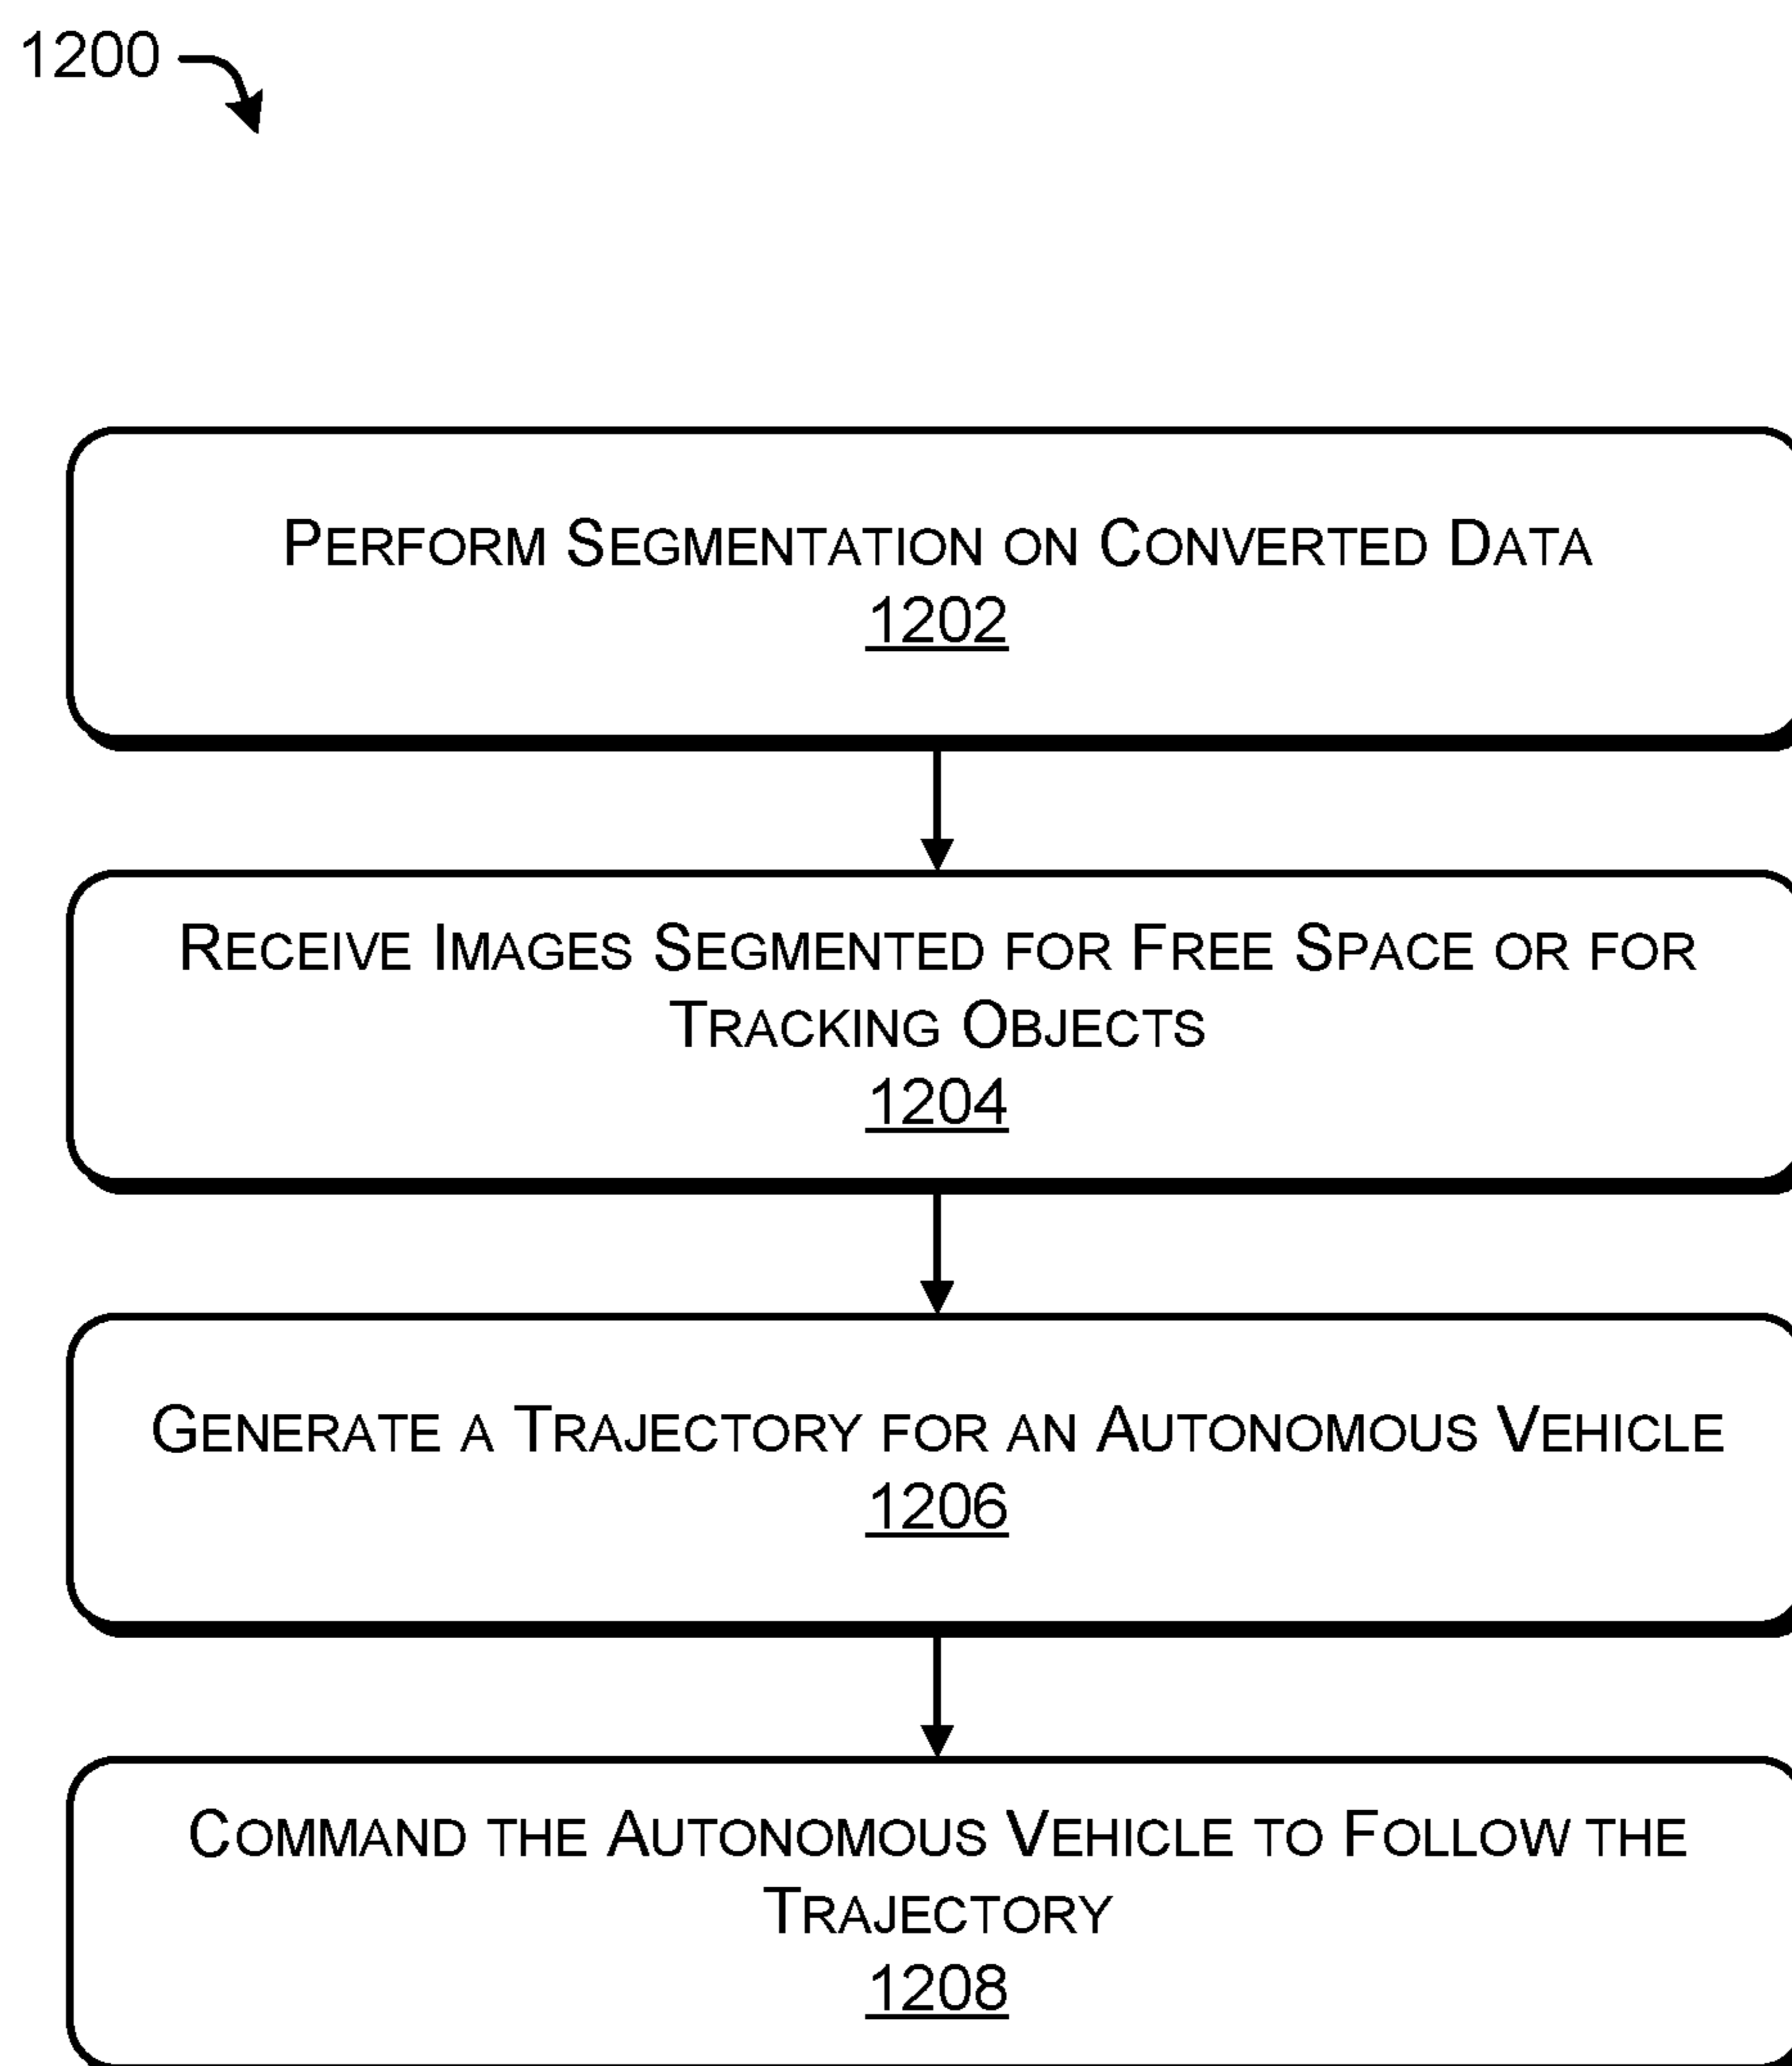 1200
PERFORM SEGMENTATION ON CONVERTED DATA
1202
RECEIVE IMAGES SEGMENTED FOR FREE SPACE OR FOR
TRACKING OBJECTS
1204
GENERATE A TRAJECTORY FOR AN AUTONOMOUS VEHICLE
1206
COMMAND THE AUTONOMOUS VEHICLE TO FOLLOW THE
TRAJECTORY
1208